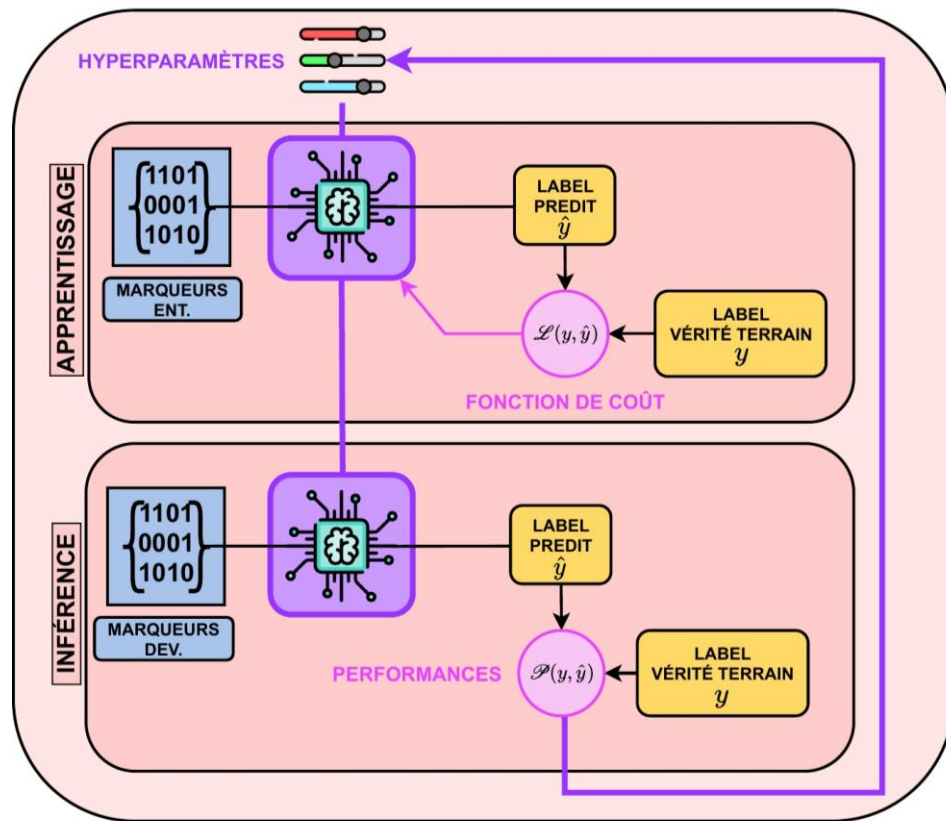 HYPERPARAMÈTRES
APPRENTISSAGE
{1101
0001
1010}
MARQUEURS
ENT.
LABEL
PREDIT
ŷ
ℒ(y, ŷ)
LABEL
VÉRITÉ TERRAIN
y
FONCTION DE COÛT
INFÉRENCE
{1101
0001
1010}
MARQUEURS
DEV.
LABEL
PREDIT
ŷ
PERFORMANCES
𝒫(y, ŷ)
LABEL
VÉRITÉ TERRAIN
y